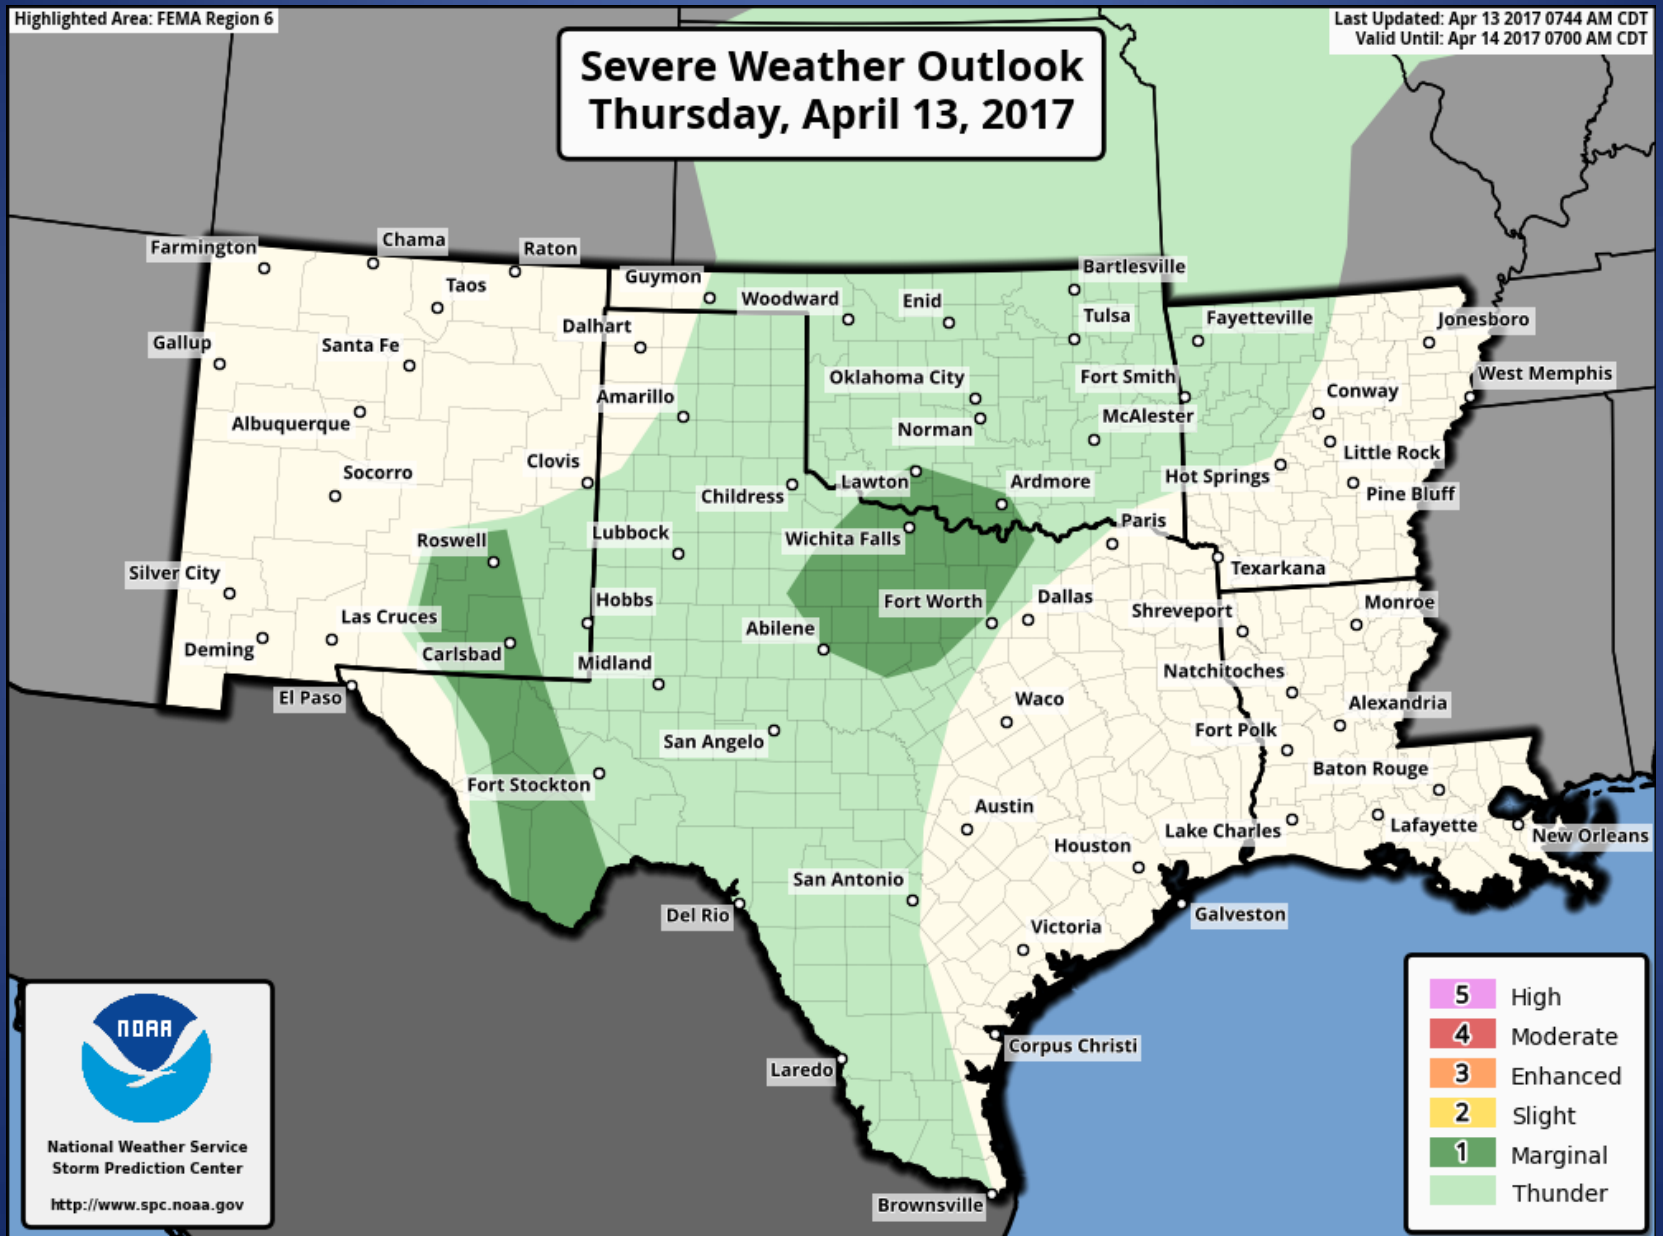 Highlighted Area: FEMA Region 6
Last Updated: Apr 13 2017 0744 AM CDT
Valid Until: Apr 14 2017 0700 AM CDT
Severe Weather Outlook
Thursday, April 13, 2017
Farmington
Chama
Raton
Taos
Guymon
Woodward
Enid
Bartlesville
Tulsa
Fayetteville
Jonesboro
Gallup
Santa Fe
Dalhart
Oklahoma City
Fort Smith
West Memphis
Albuquerque
Amarillo
Norman
McAlester
Conway
Little Rock
Socorro
Clovis
Childress
Lawton
Ardmore
Hot Springs
Pine Bluff
Roswell
Lubbock
Wichita Falls
Paris
Silver City
Texarkana
Las Cruces
Hobbs
Fort Worth
Dallas
Shreveport
Monroe
Deming
Carlsbad
Midland
Abilene
Natchitoches
El Paso
San Angelo
Waco
Alexandria
Fort Polk
Fort Stockton
Baton Rouge
Austin
Lake Charles
Lafayette
New Orleans
Houston
San Antonio
Del Rio
Galveston
Victoria
Corpus Christi
Laredo
Brownsville
NOAA
National Weather Service
Storm Prediction Center
http://www.spc.noaa.gov
5 High
4 Moderate
3 Enhanced
2 Slight
1 Marginal
Thunder